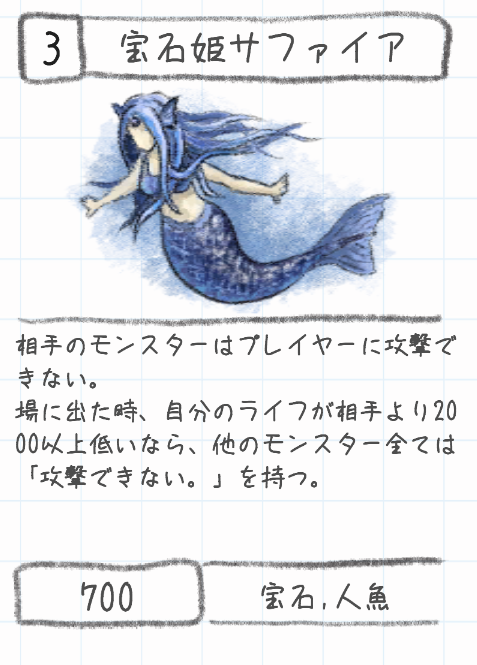 3 宝石姫サファイア
相手のモンスターはプレイヤーに攻撃で
きない。
場に出た時、自分のライフが相手より20
00以上低いなら、他のモンスター全ては
「攻撃できない。」を持つ。
700 宝石,人魚